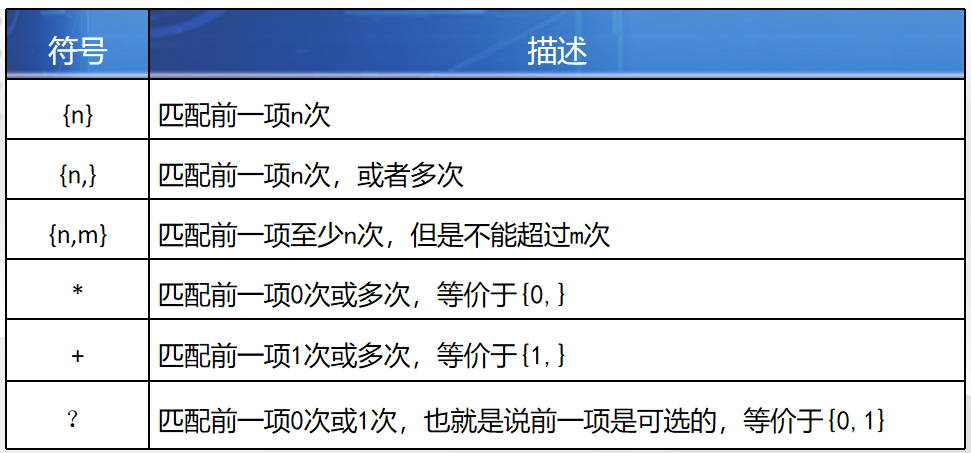 符号 描述
{n} 匹配前一项n次
{n,} 匹配前一项n次，或者多次
{n,m} 匹配前一项至少n次，但是不能超过m次
* 匹配前一项0次或多次，等价于{0,}
+ 匹配前一项1次或多次，等价于{1,}
？ 匹配前一项0次或1次，也就是说前一项是可选的，等价于{0,1}